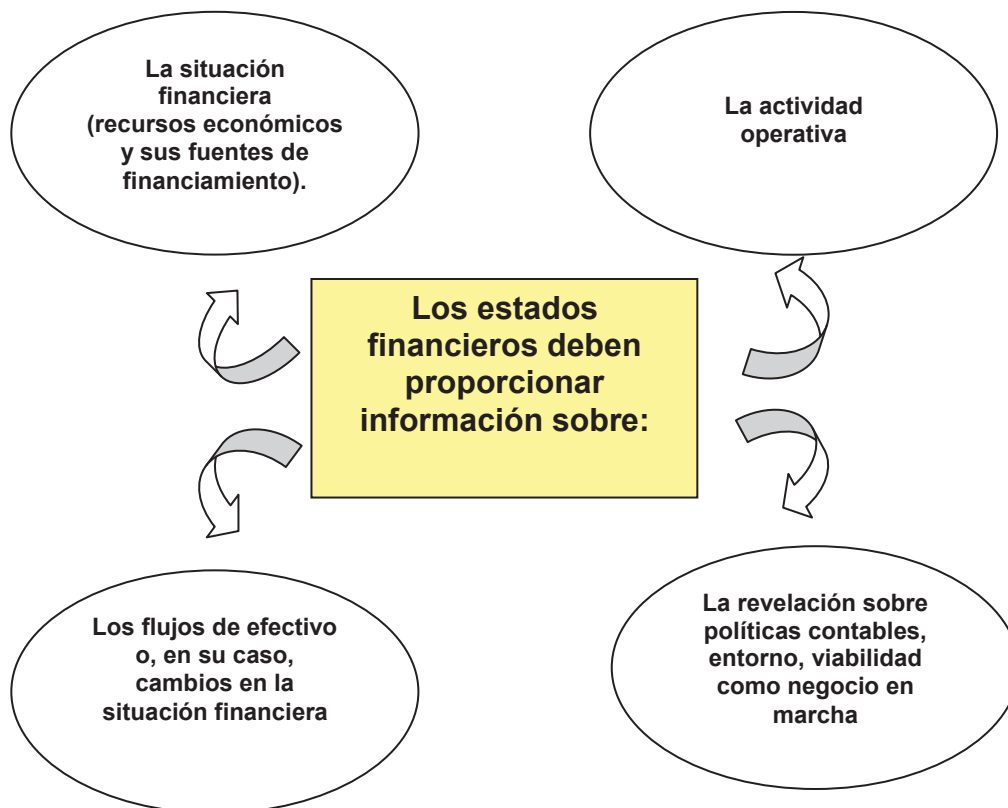 La situación
financiera
(recursos económicos
y sus fuentes de
financiamiento).
La actividad
operativa
Los estados
financieros deben
proporcionar
información sobre:
Los flujos de efectivo
o, en su caso,
cambios en la
situación financiera
La revelación sobre
políticas contables,
entorno, viabilidad
como negocio en
marcha